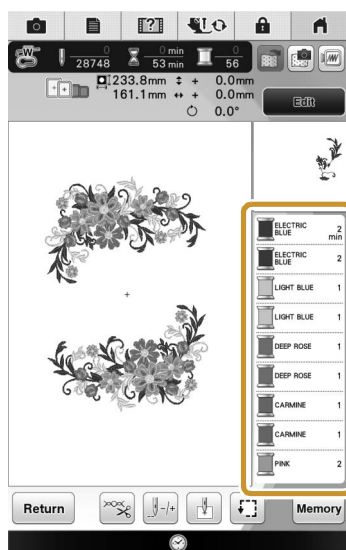 0 0 min 0
28748 53 min 56
233.8mm + 0.0mm
161.1mm + 0.0mm
0.0°
Edit
ELECTRIC
BLUE 2
min
ELECTRIC
BLUE 2
LIGHT BLUE 1
LIGHT BLUE 1
DEEP ROSE 1
DEEP ROSE 1
CARMINE 1
CARMINE 1
PINK 2
Return -/+ Memory